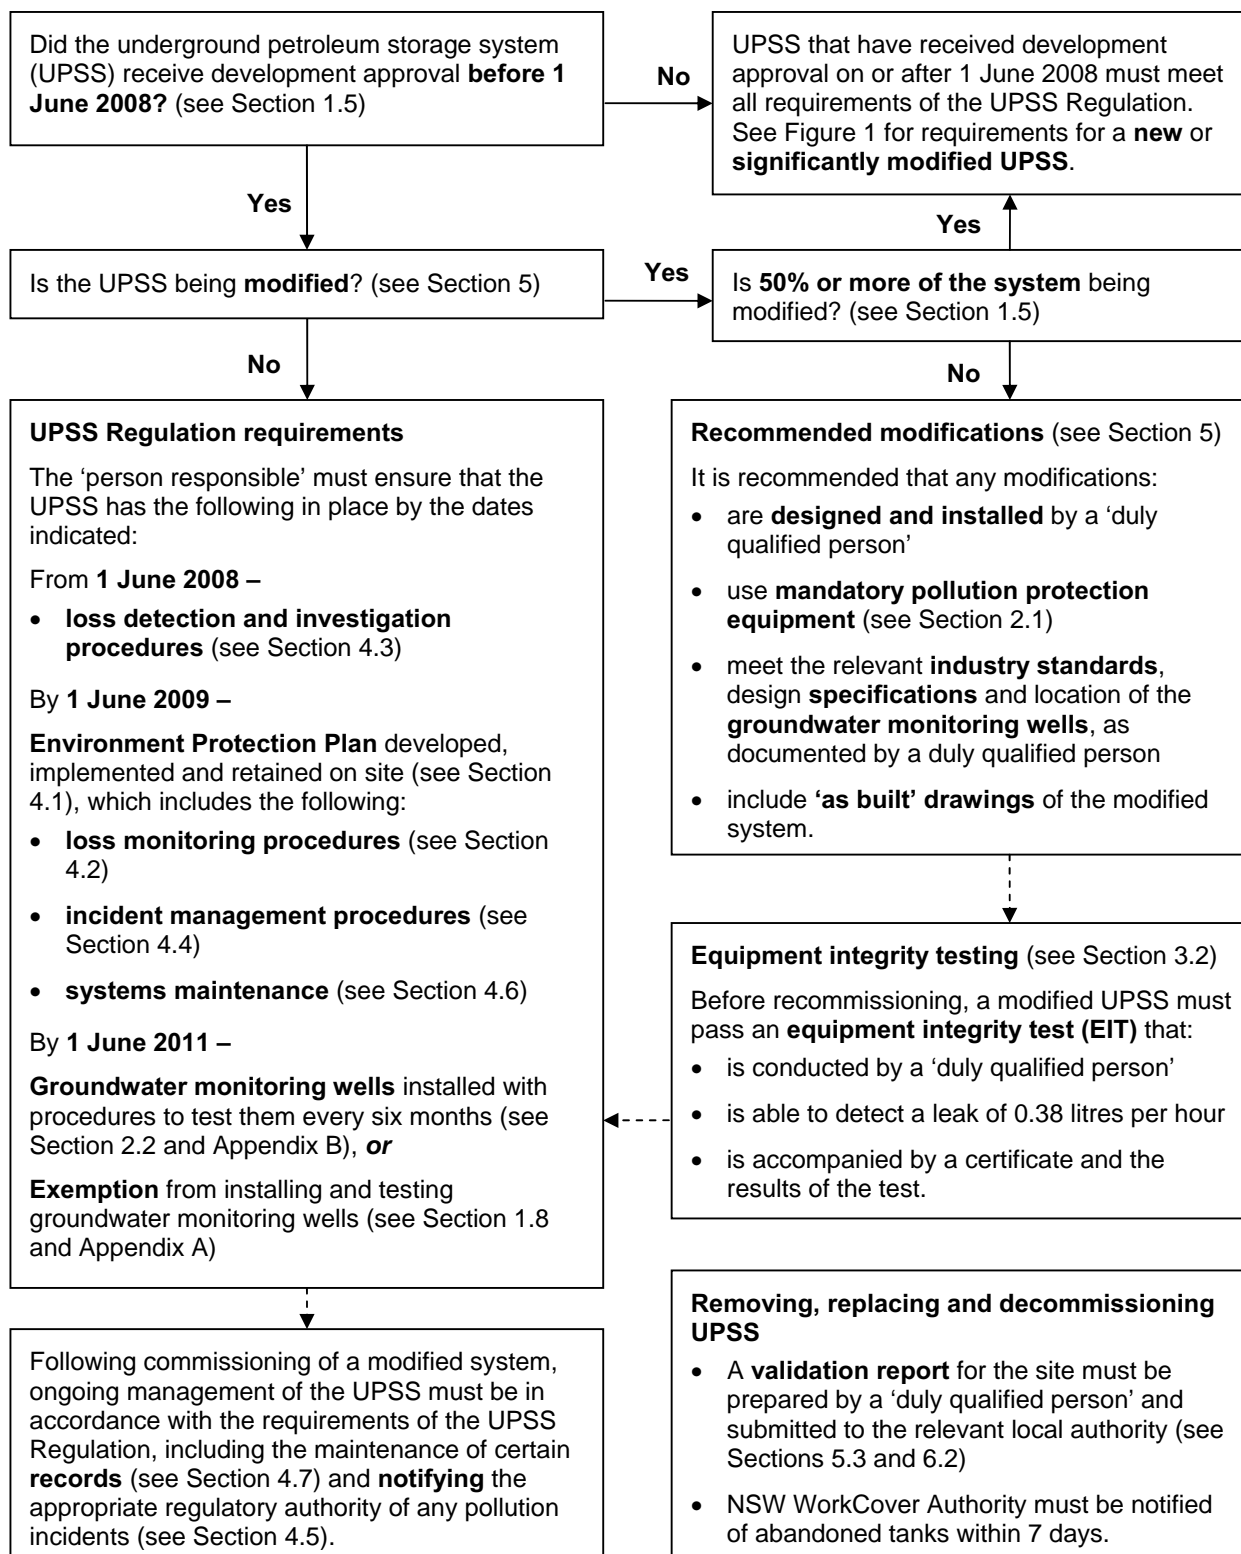 Did the underground petroleum storage system
(UPSS) receive development approval before 1
June 2008? (see Section 1.5)
No
UPSS that have received development
approval on or after 1 June 2008 must meet
all requirements of the UPSS Regulation.
See Figure 1 for requirements for a new or
significantly modified UPSS.
Yes
Yes
Is the UPSS being modified? (see Section 5)
Yes
Is 50% or more of the system being
modified? (see Section 1.5)
No
No
UPSS Regulation requirements
The ‘person responsible’ must ensure that the
UPSS has the following in place by the dates
indicated:
From 1 June 2008 –
• loss detection and investigation
procedures (see Section 4.3)
By 1 June 2009 –
Environment Protection Plan developed,
implemented and retained on site (see Section
4.1), which includes the following:
• loss monitoring procedures (see Section
4.2)
• incident management procedures (see
Section 4.4)
• systems maintenance (see Section 4.6)
By 1 June 2011 –
Groundwater monitoring wells installed with
procedures to test them every six months (see
Section 2.2 and Appendix B), or
Exemption from installing and testing
groundwater monitoring wells (see Section 1.8
and Appendix A)
Recommended modifications (see Section 5)
It is recommended that any modifications:
• are designed and installed by a ‘duly
qualified person’
• use mandatory pollution protection
equipment (see Section 2.1)
• meet the relevant industry standards,
design specifications and location of the
groundwater monitoring wells, as
documented by a duly qualified person
• include ‘as built’ drawings of the modified
system.
Equipment integrity testing (see Section 3.2)
Before recommissioning, a modified UPSS must
pass an equipment integrity test (EIT) that:
• is conducted by a ‘duly qualified person’
• is able to detect a leak of 0.38 litres per hour
• is accompanied by a certificate and the
results of the test.
Following commissioning of a modified system,
ongoing management of the UPSS must be in
accordance with the requirements of the UPSS
Regulation, including the maintenance of certain
records (see Section 4.7) and notifying the
appropriate regulatory authority of any pollution
incidents (see Section 4.5).
Removing, replacing and decommissioning
UPSS
• A validation report for the site must be
prepared by a ‘duly qualified person’ and
submitted to the relevant local authority (see
Sections 5.3 and 6.2)
• NSW WorkCover Authority must be notified
of abandoned tanks within 7 days.